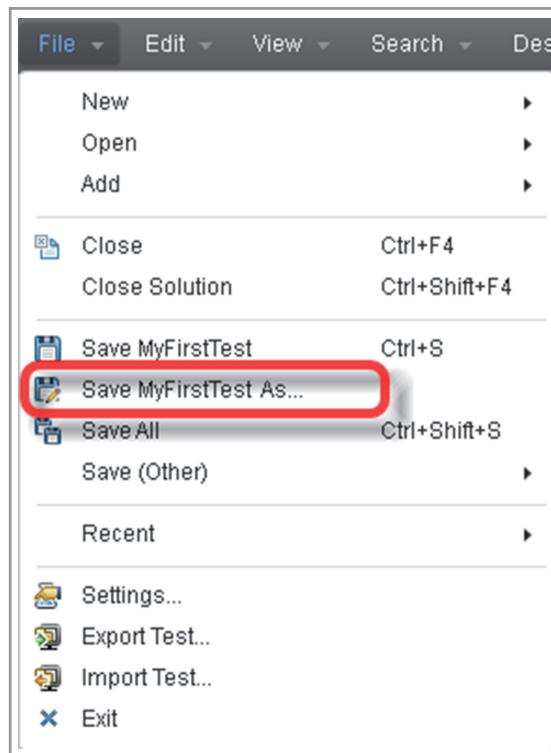 File Edit View Search Des
New
Open
Add
Close Ctrl+F4
Close Solution Ctrl+Shift+F4
Save MyFirstTest Ctrl+S
Save MyFirstTest As...
Save All Ctrl+Shift+S
Save (Other)
Recent
Settings...
Export Test...
Import Test...
Exit